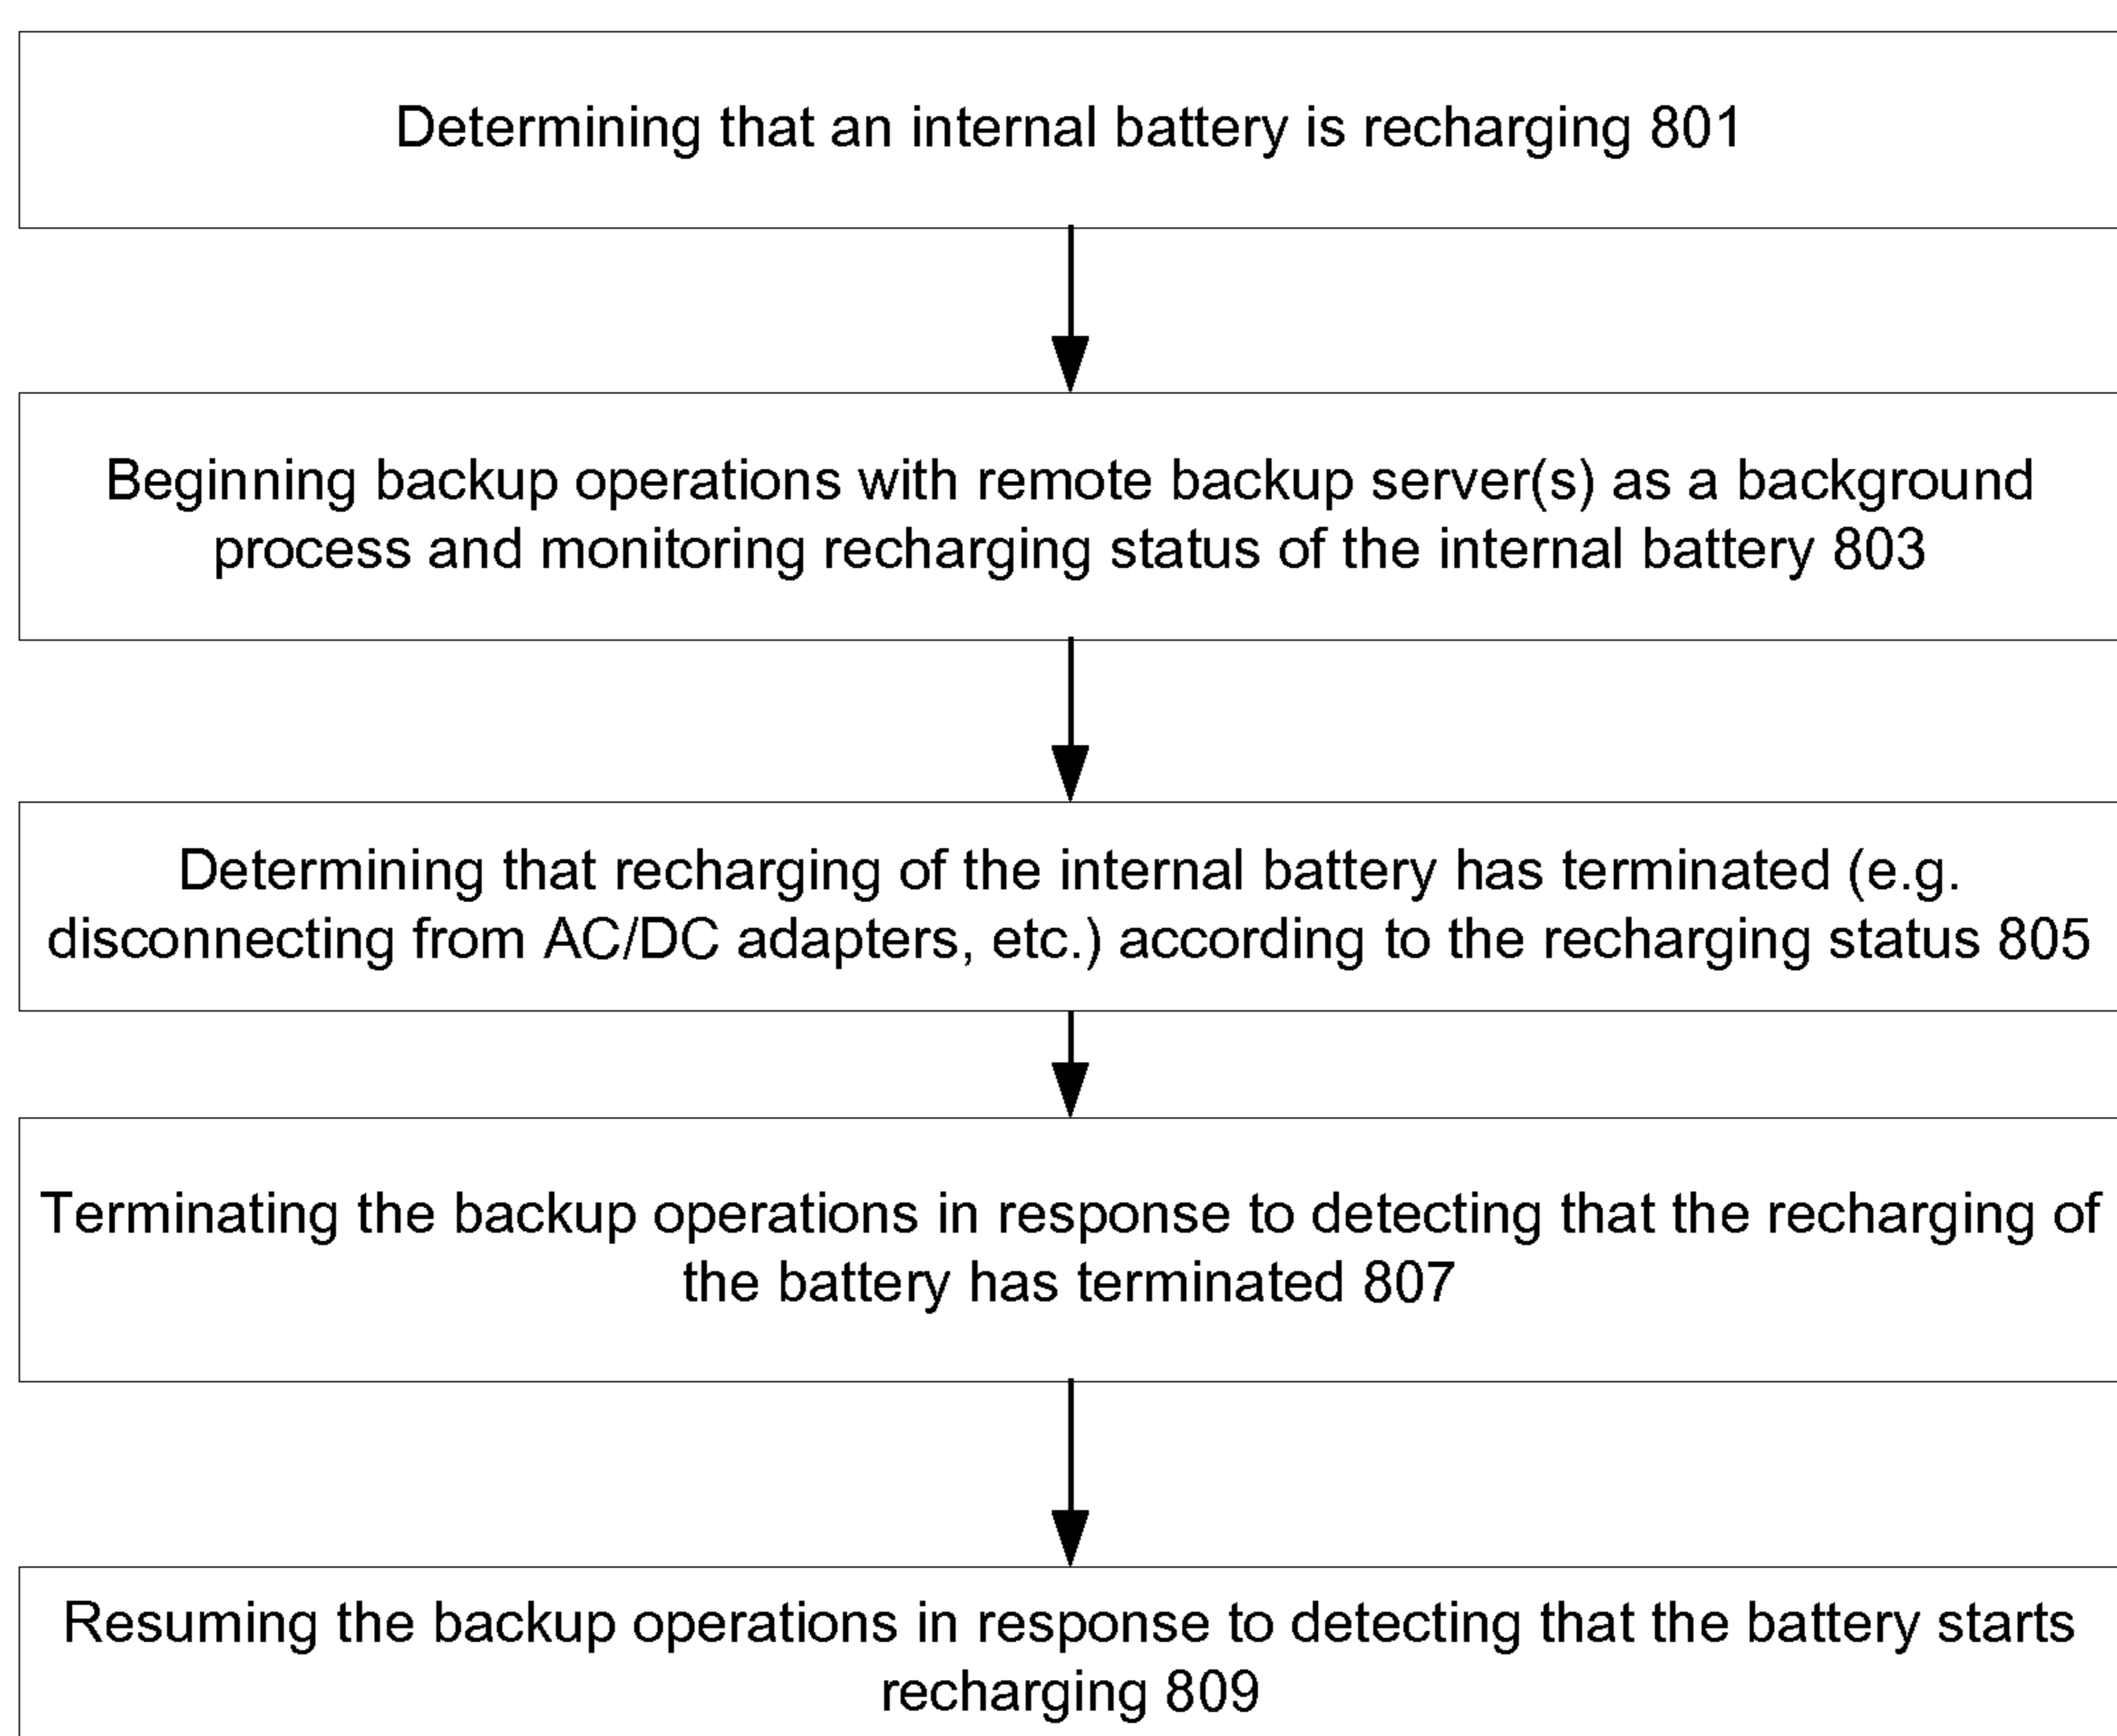 Determining that an internal battery is recharging 801
Beginning backup operations with remote backup server(s) as a background
process and monitoring recharging status of the internal battery 803
Determining that recharging of the internal battery has terminated (e.g.
disconnecting from AC/DC adapters, etc.) according to the recharging status 805
Terminating the backup operations in response to detecting that the recharging of
the battery has terminated 807
Resuming the backup operations in response to detecting that the battery starts
recharging 809